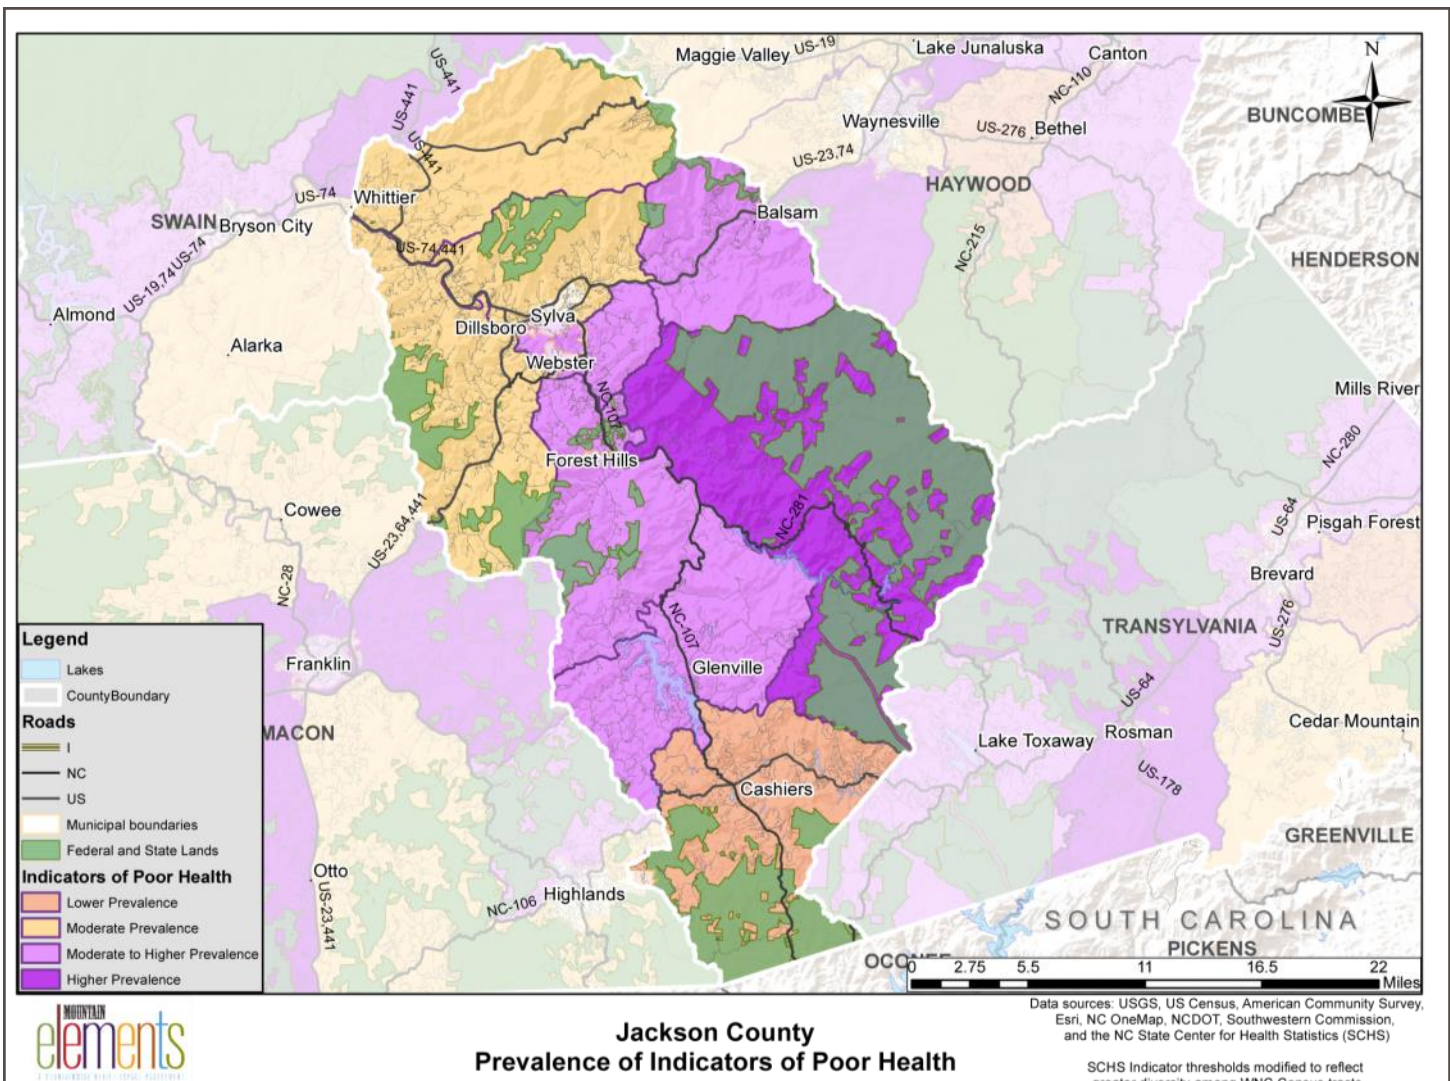 US-441
Maggie Valley
US-19
Lake Junaluska
Canton
N
US-441
NC-110
BUNCOMBE
Waynesville
US-276
Bethel
US-441
US-23,74
HAYWOOD
US-74
Whittier
SWAIN
Bryson City
Balsam
US-74,441
NC-215
HENDERSON
US-19,74
US-74
Almond
Sylva
Dillsboro
Alarka
Webster
Mills River
NC-107
NC-280
Forest Hills
Cowee
NC-281
US-64
Pisgah Forest
US-23,64,441
NC-28
Brevard
NC-107
TRANSYLVANIA
US-276
Franklin
Glenville
US-64
MACON
Lake Toxaway
Rosman
Cedar Mountain
US-178
Cashiers
GREENVILLE
Otto
Highlands
NC-106
US-23,441
SOUTH CAROLINA
PICKENS
OCONEE
0 2.75 5.5 11 16.5 22
Miles
Legend
Lakes
CountyBoundary
Roads
I
NC
US
Municipal boundaries
Federal and State Lands
Indicators of Poor Health
Lower Prevalence
Moderate Prevalence
Moderate to Higher Prevalence
Higher Prevalence
MOUNTAIN
elements
Jackson County
Prevalence of Indicators of Poor Health
Data sources: USGS, US Census, American Community Survey,
Esri, NC OneMap, NCDOT, Southwestern Commission,
and the NC State Center for Health Statistics (SCHS)
SCHS Indicator thresholds modified to reflect